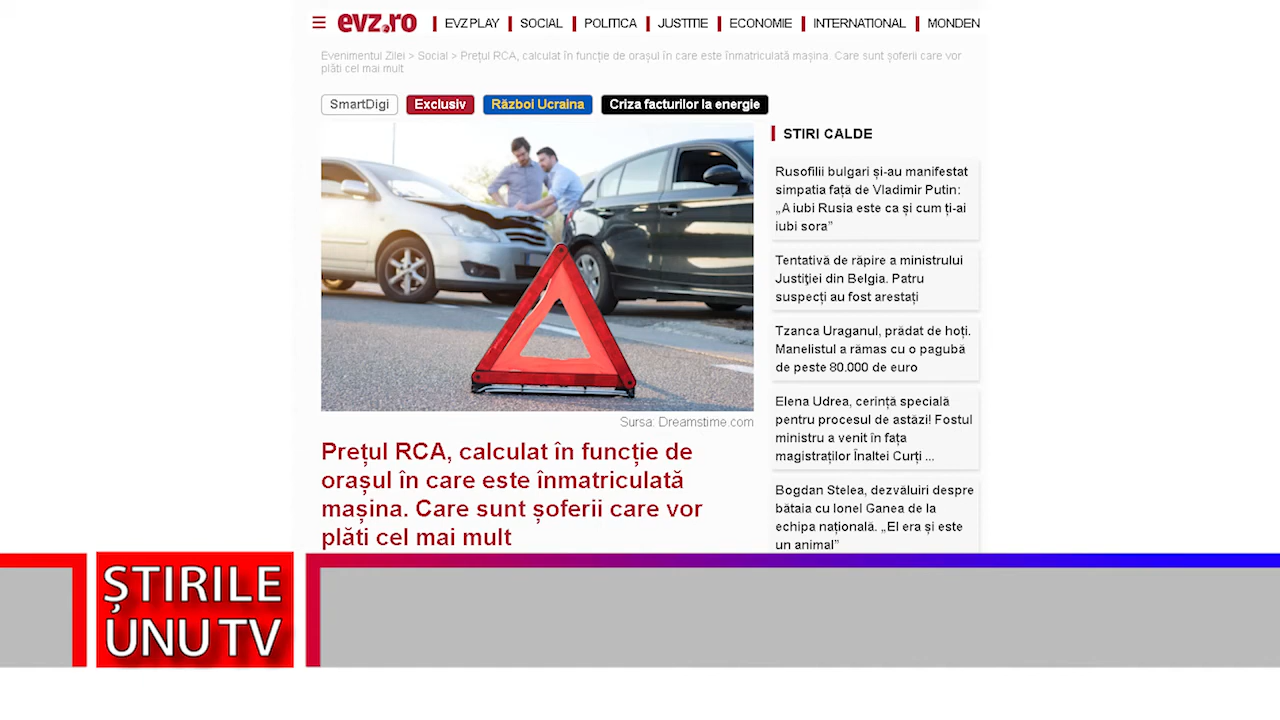 evz.ro
EVZ PLAY
SOCIAL
POLITICA
JUSTITIE
ECONOMIE
INTERNATIONAL
MONDEN
Evenimentul Zilei > Social > Prețul RCA, calculat în funcție de orașul în care este înmatriculată mașina. Care sunt șoferii care vor
plăti cel mai mult
SmartDigi
Exclusiv
Război Ucraina
Criza facturilor la energie
Sursa: Dreamstime.com
Prețul RCA, calculat în funcție de
orașul în care este înmatriculată
mașina. Care sunt șoferii care vor
plăti cel mai mult
STIRI CALDE
Rusofilii bulgari și-au manifestat
simpatia față de Vladimir Putin:
„A iubi Rusia este ca și cum ți-ai
iubi sora”
Tentativă de răpire a ministrului
Justiției din Belgia. Patru
suspecți au fost arestați
Tzanca Uraganul, prădat de hoți.
Manelistul a rămas cu o pagubă
de peste 80.000 de euro
Elena Udrea, cerință specială
pentru procesul de astăzi! Fostul
ministru a venit în fața
magistraților Înaltei Curți ...
Bogdan Stelea, dezvăluiri despre
bătaia cu Ionel Ganea de la
echipa națională. „El era și este
un animal”
ȘTIRILE
UNU TV